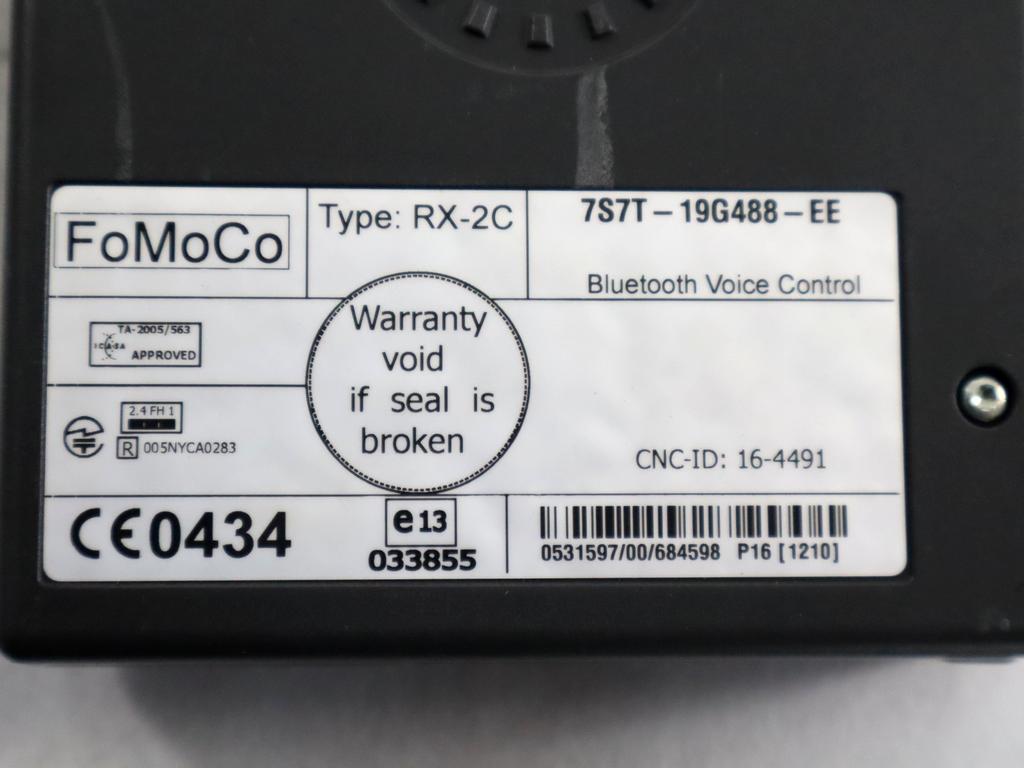 FoMoCo
Type: RX-2C
7S7T-19G488-EE
Bluetooth Voice Control
TA-2005/563
ICASA
APPROVED
Warranty
void
if seal is
broken
2.4 FH 1
R 005NYCA0283
CNC-ID: 16-4491
CE0434
e13
033855
0531597/00/684598 P16 [1210]